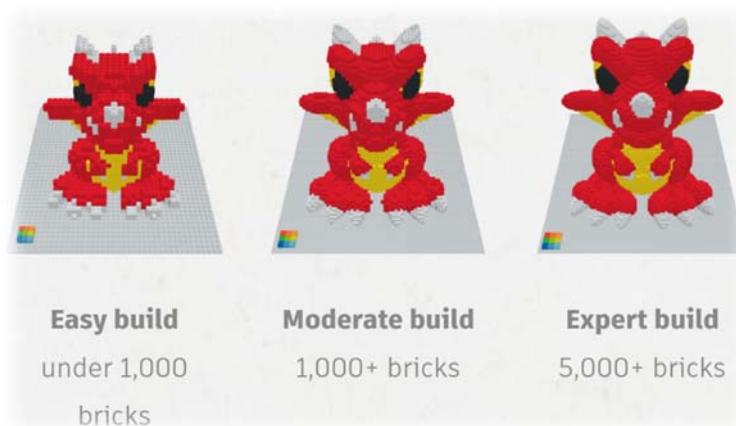 Easy build
under 1,000
bricks
Moderate build
1,000+ bricks
Expert build
5,000+ bricks